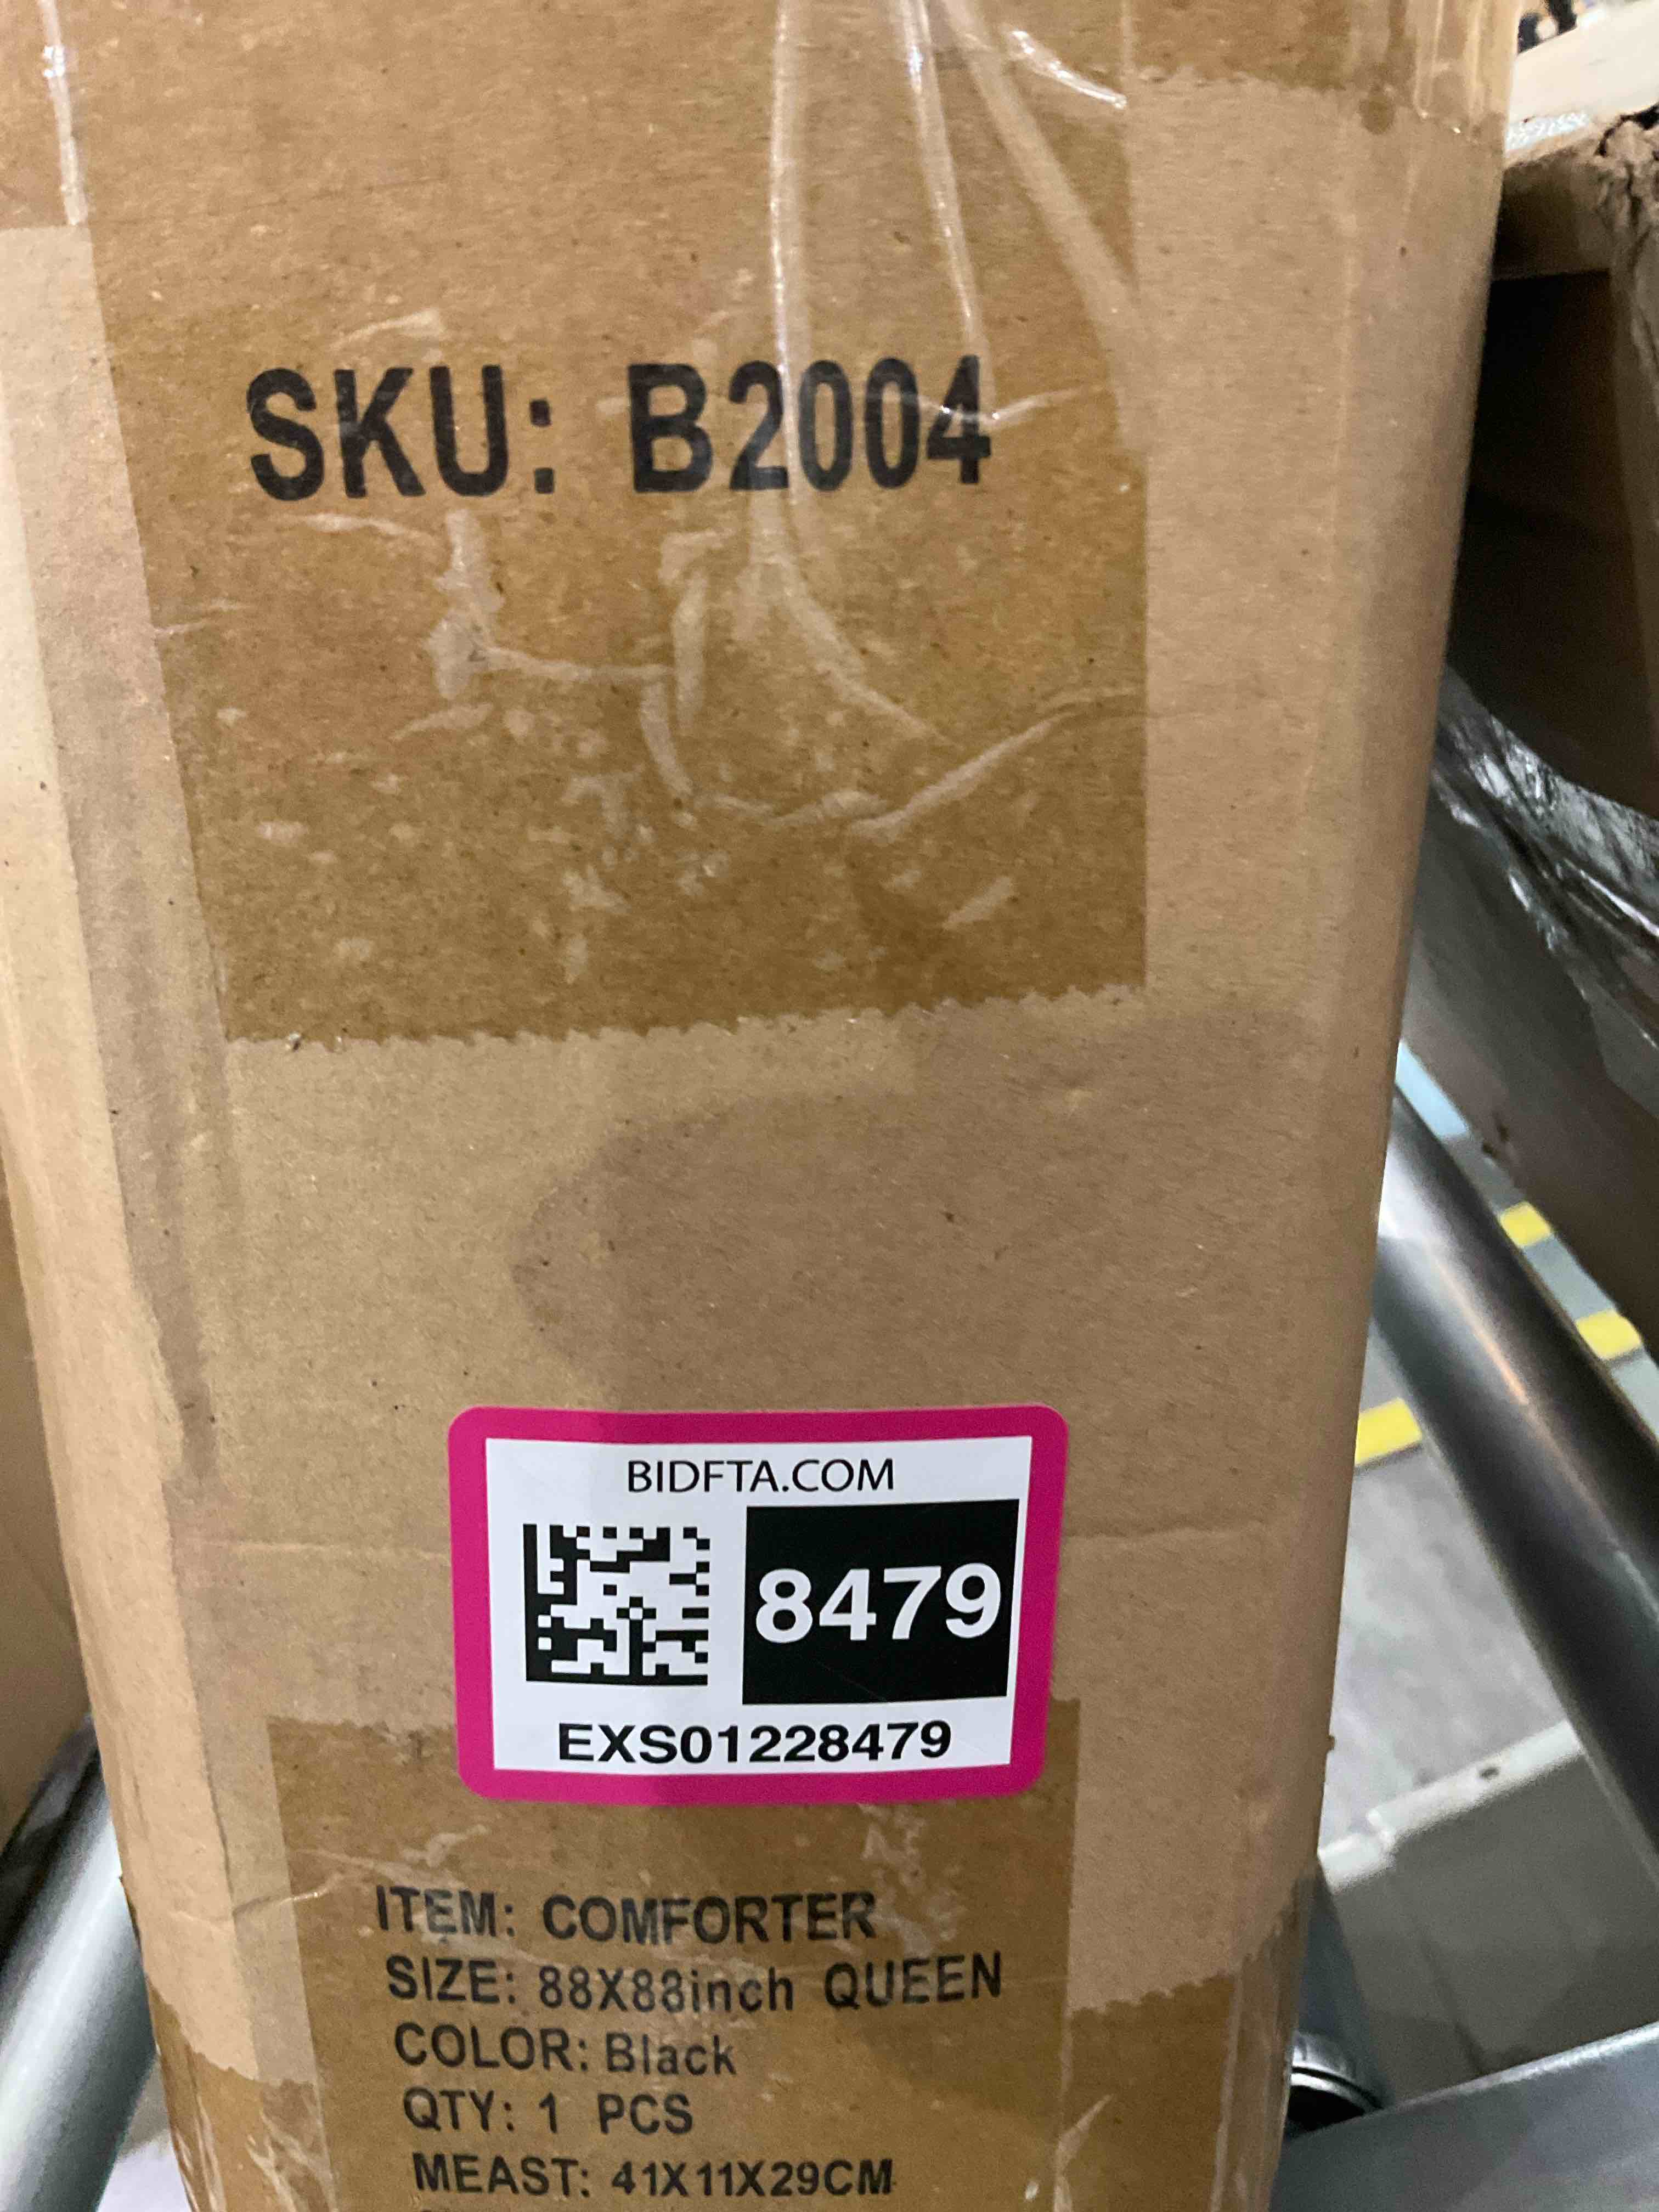 SKU: B2004
BIDFTA.COM
8479
EXS01228479
ITEM: COMFORTER
SIZE: 88X88inch QUEEN
COLOR: Black
QTY: 1 PCS
MEAST: 41X11X29CM